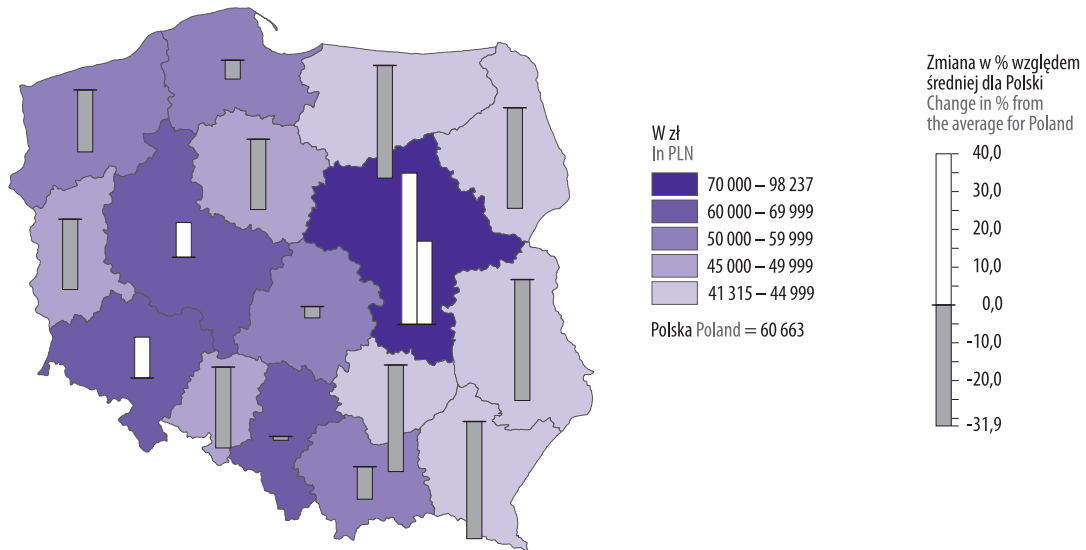 W zł
In PLN
70 000 – 98 237
60 000 – 69 999
50 000 – 59 999
45 000 – 49 999
41 315 – 44 999
Polska Poland = 60 663
Zmiana w % względem
średniej dla Polski
Change in % from
the average for Poland
40,0
30,0
20,0
10,0
0,0
-10,0
-20,0
-31,9